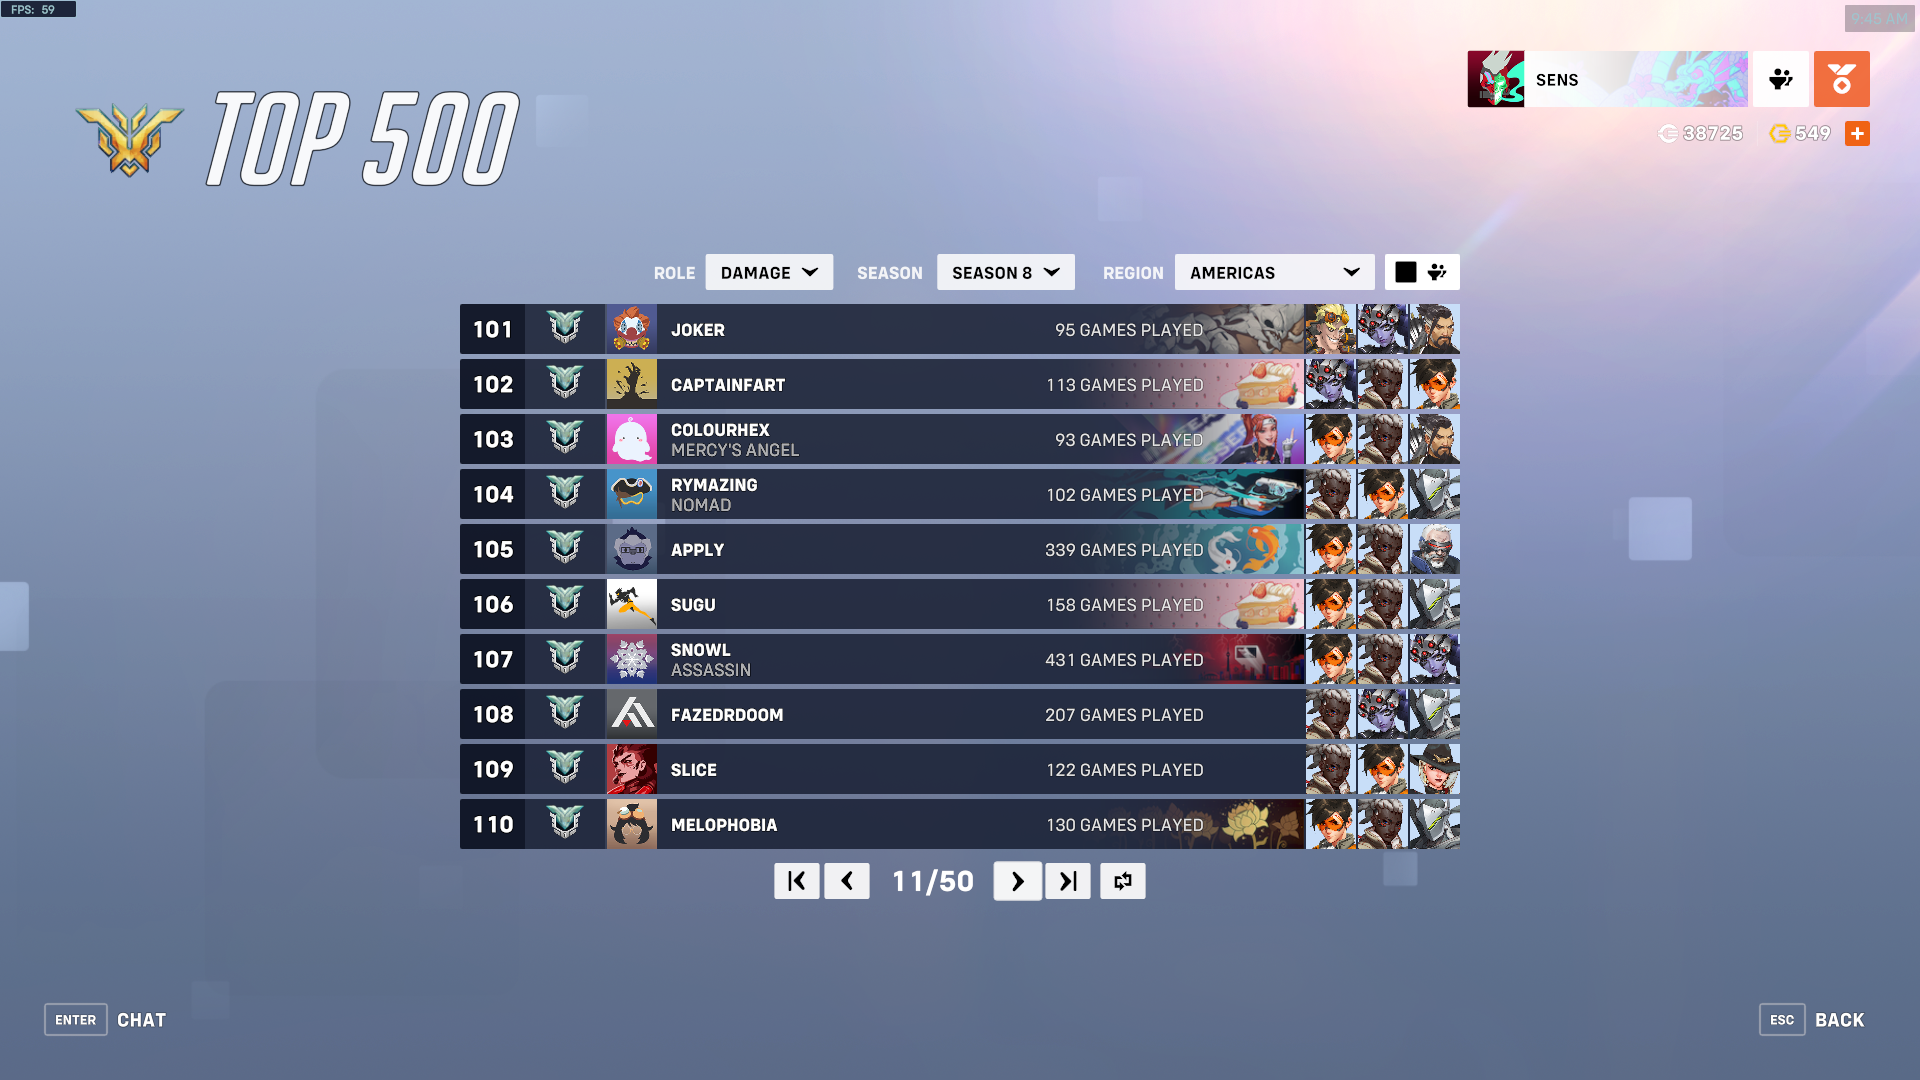 FPS: 59
9:45 AM
TOP 500
SENS
38725
549
ROLE DAMAGE SEASON SEASON 8 REGION AMERICAS
101 JOKER 95 GAMES PLAYED
102 CAPTAINFART 113 GAMES PLAYED
103 COLOURHEX 93 GAMES PLAYED
MERCY'S ANGEL
104 RYMAZING 102 GAMES PLAYED
NOMAD
105 APPLY 339 GAMES PLAYED
106 SUGU 158 GAMES PLAYED
107 SNOWL 431 GAMES PLAYED
ASSASSIN
108 FAZEDRDOOM 207 GAMES PLAYED
109 SLICE 122 GAMES PLAYED
110 MELOPHOBIA 130 GAMES PLAYED
11/50
ENTER CHAT
ESC BACK